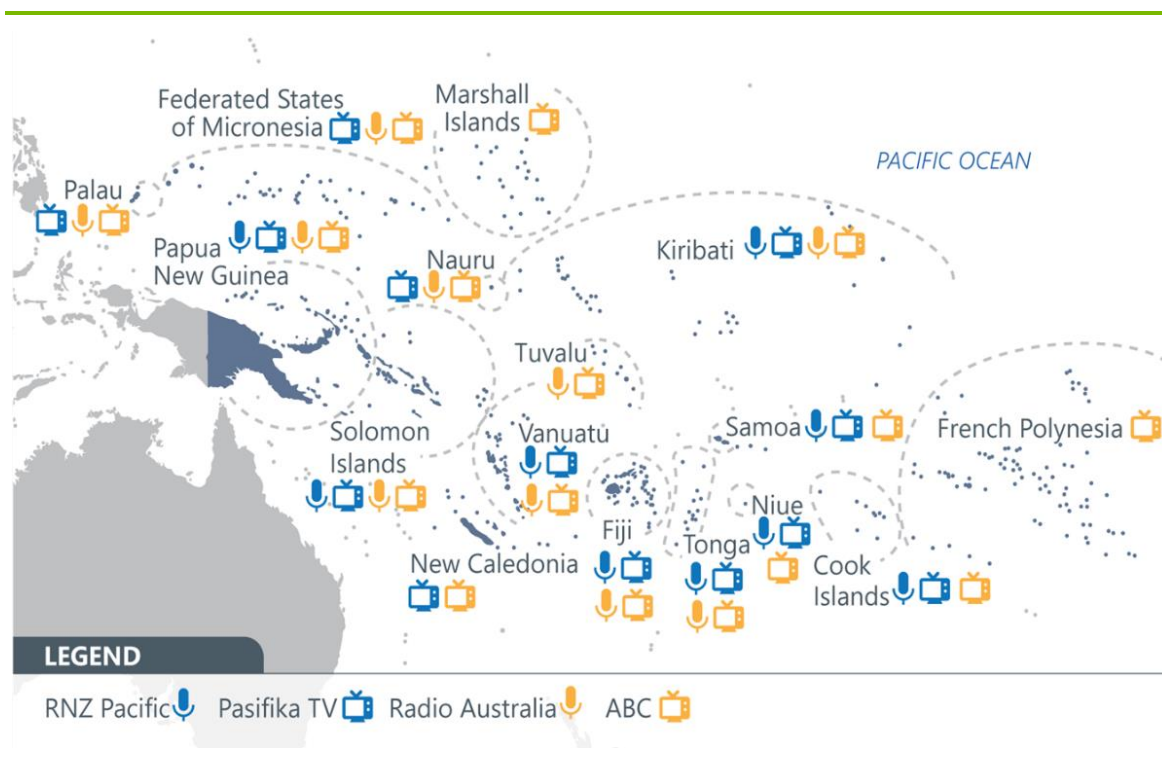 Federated States
of Micronesia
Marshall
Islands
PACIFIC OCEAN
Palau
Papua
New Guinea
Nauru
Kiribati
Tuvalu
Solomon
Islands
Vanuatu
Samoa
French Polynesia
Niue
Fiji
Tonga
New Caledonia
Cook
Islands
LEGEND
RNZ Pacific Pasifika TV Radio Australia ABC